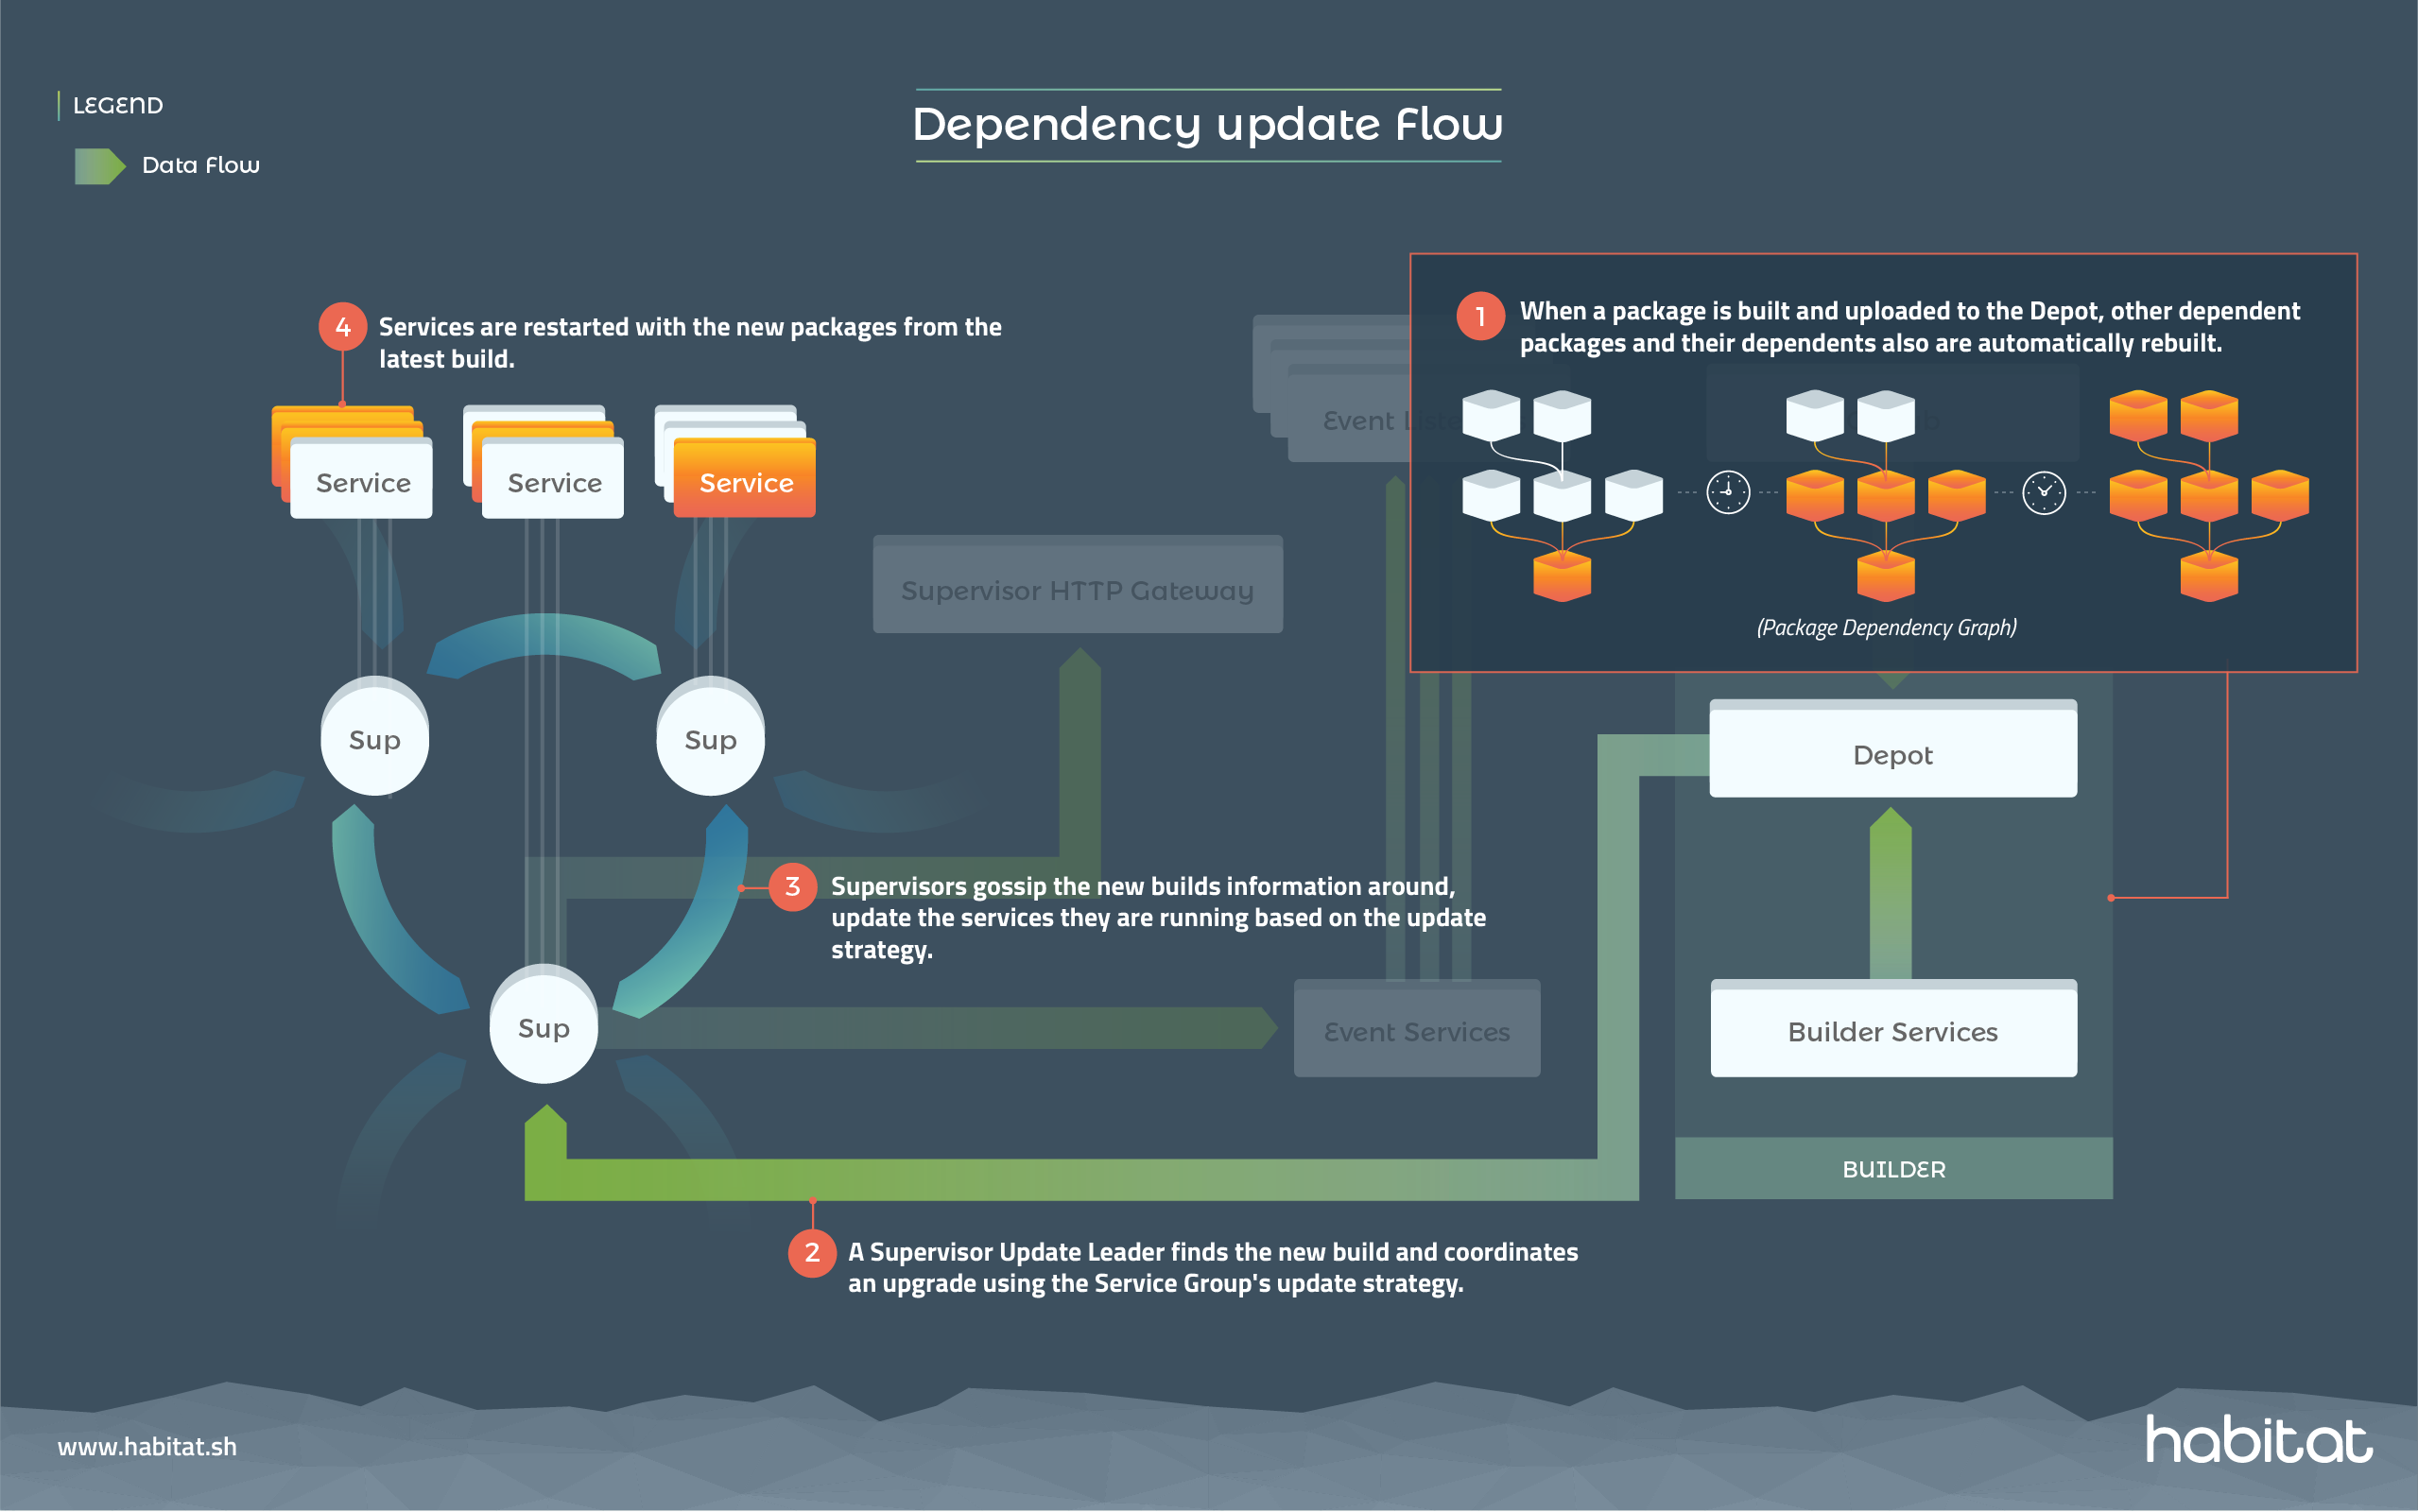 LEGEND
Data Flow
Dependency update Flow
4
Services are restarted with the new packages from the
latest build.
1
When a package is built and uploaded to the Depot, other dependent
packages and their dependents also are automatically rebuilt.
(Package Dependency Graph)
Service
Service
Service
Event
Supervisor HTTP Gateway
Sup
Sup
Depot
3
Supervisors gossip the new builds information around,
update the services they are running based on the update
strategy.
Sup
Event Services
Builder Services
BUILDER
2
A Supervisor Update Leader finds the new build and coordinates
an upgrade using the Service Group's update strategy.
www.habitat.sh
habitat